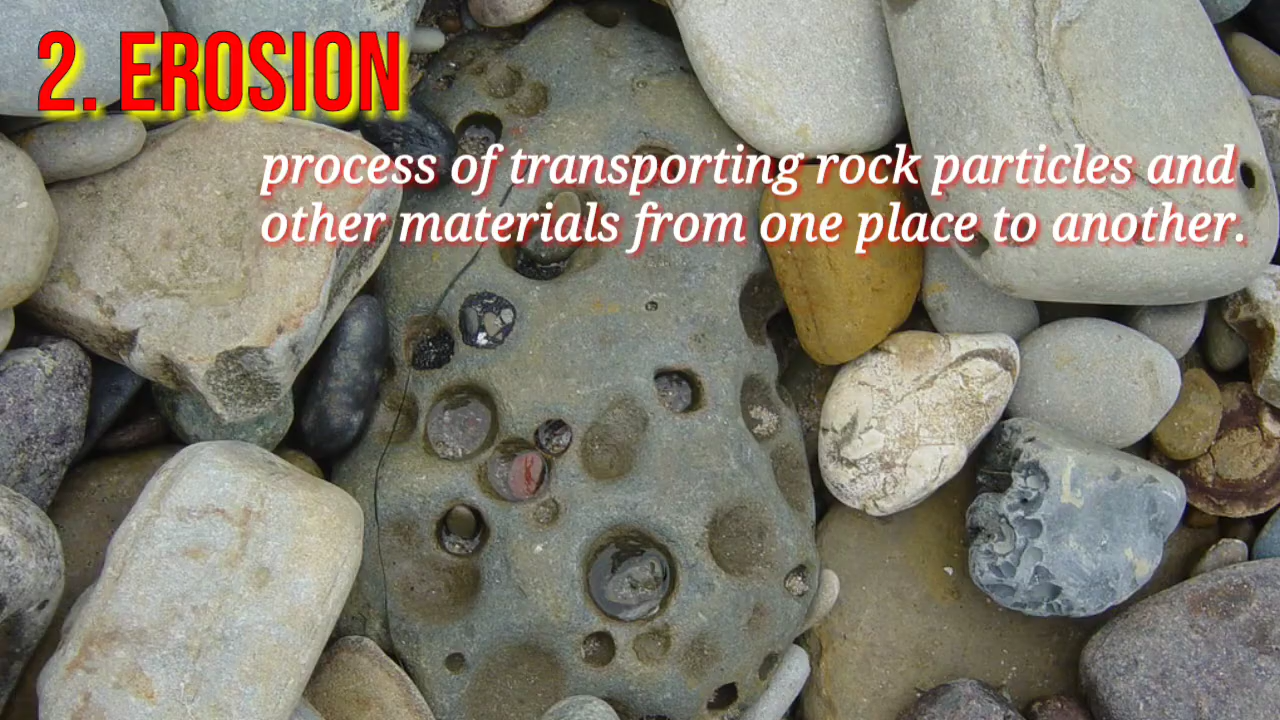 2. EROSION
process of transporting rock particles and
other materials from one place to another.